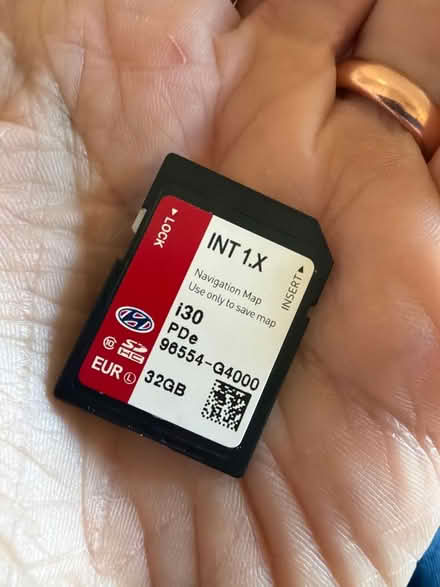 LOCK
INT 1.X
INSERT
Navigation Map
Use only to save map
i30
PDe
96554-G4000
10
SD
HC
EUR L
32GB